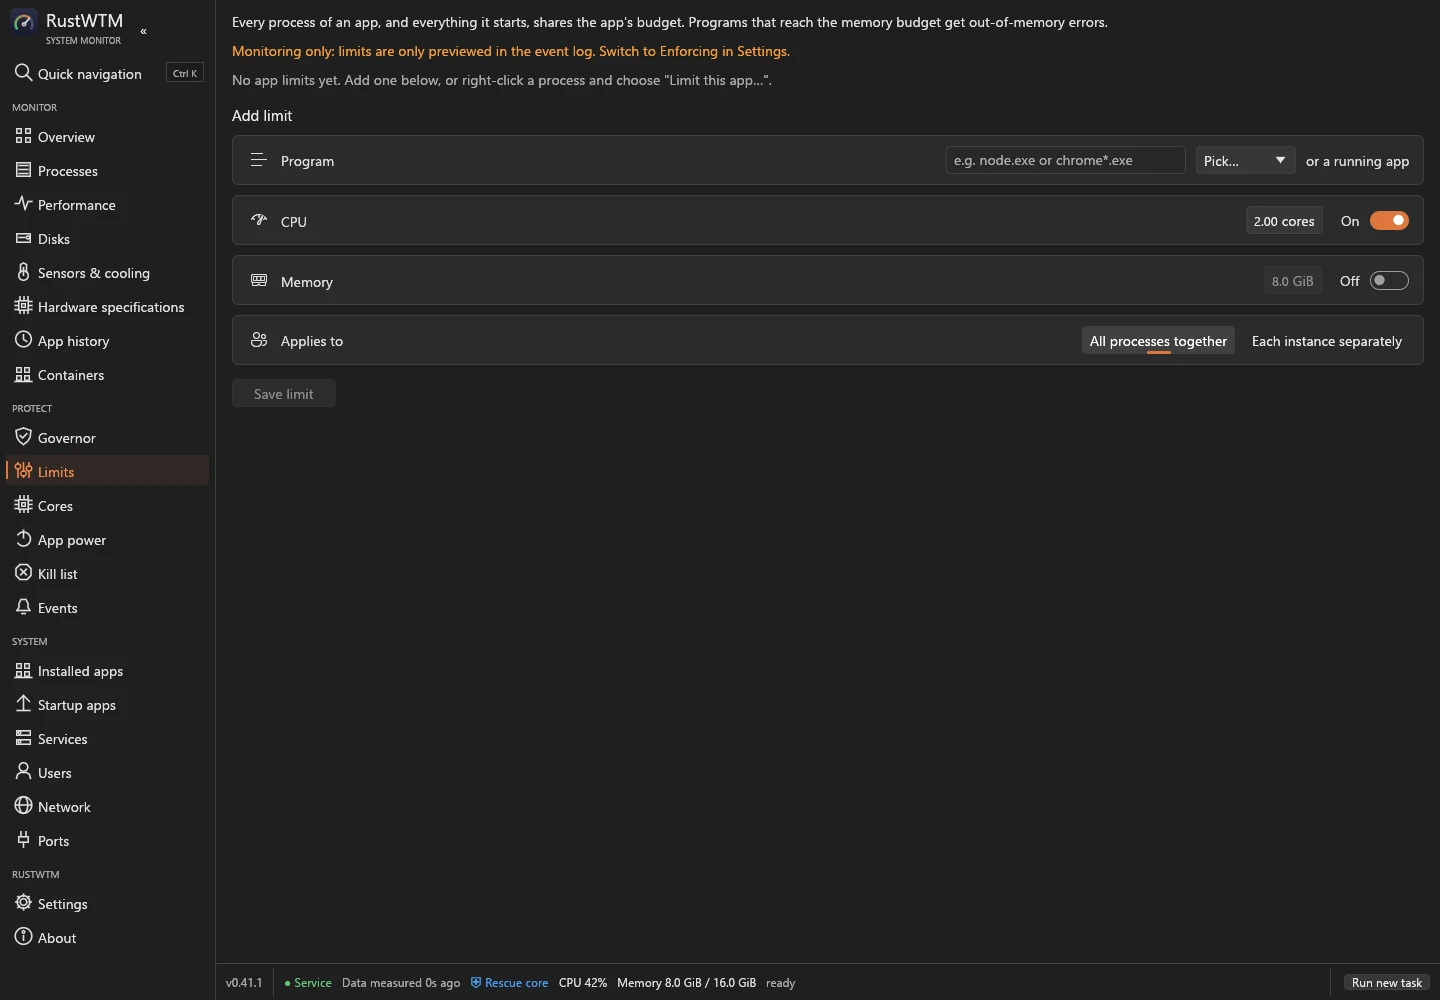 RustWTM
SYSTEM MONITOR
«
Quick navigation
Ctrl K
MONITOR
Overview
Processes
Performance
Disks
Sensors & cooling
Hardware specifications
App history
Containers
PROTECT
Governor
Limits
Cores
App power
Kill list
Events
SYSTEM
Installed apps
Startup apps
Services
Users
Network
Ports
RUSTWTM
Settings
About
Every process of an app, and everything it starts, shares the app's budget. Programs that reach the memory budget get out-of-memory errors.
Monitoring only: limits are only previewed in the event log. Switch to Enforcing in Settings.
No app limits yet. Add one below, or right-click a process and choose "Limit this app...".
Add limit
Program
e.g. node.exe or chrome*.exe
Pick...
or a running app
CPU
2.00 cores
On
Memory
8.0 GiB
Off
Applies to
All processes together
Each instance separately
Save limit
v0.41.1
Service
Data measured 0s ago
Rescue core
CPU 42%
Memory 8.0 GiB / 16.0 GiB
ready
Run new task